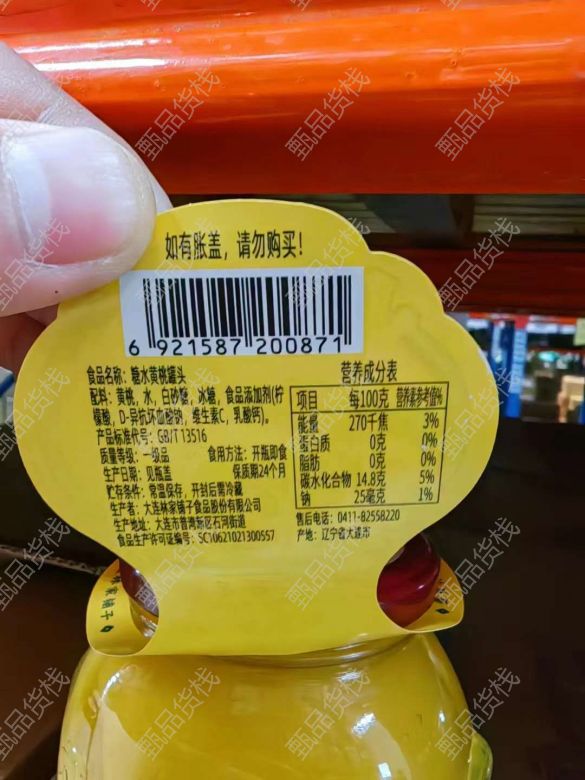 如有胀盖，请勿购买！
6 921587 200871
食品名称：糖水黄桃罐头
配料：黄桃，水，白砂糖，冰糖，食品添加剂(柠
檬酸，D-异抗坏血酸钠，维生素C，乳酸钙)。
产品标准代号：GB/T 13516
质量等级：一级品 食用方法：开瓶即食
生产日期：见瓶盖 保质期24个月
贮存条件：常温保存，开封后需冷藏
生产者：大连林家铺子食品股份有限公司
生产地址：大连市普湾新区石河街道
食品生产许可证编号：SC10621021300557
营养成分表
项目 每100克 营养素参考值%
能量 270千焦 3%
蛋白质 0克 0%
脂肪 0克 0%
碳水化合物 14.8克 5%
钠 25毫克 1%
售后电话：0411-82558220
产地：辽宁省大连市
林家铺子
甄品货栈